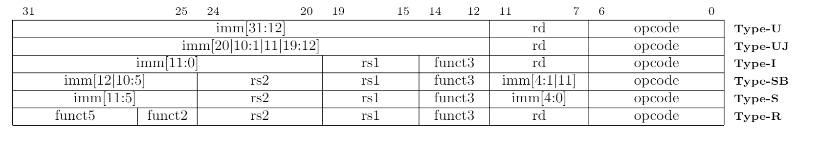 31 25 24 20 19 15 14 12 11 7 6 0
imm[31:12] rd opcode Type-U
imm[20|10:1|11|19:12] rd opcode Type-UJ
imm[11:0] rs1 funct3 rd opcode Type-I
imm[12|10:5] rs2 rs1 funct3 imm[4:1|11] opcode Type-SB
imm[11:5] rs2 rs1 funct3 imm[4:0] opcode Type-S
funct5 funct2 rs2 rs1 funct3 rd opcode Type-R